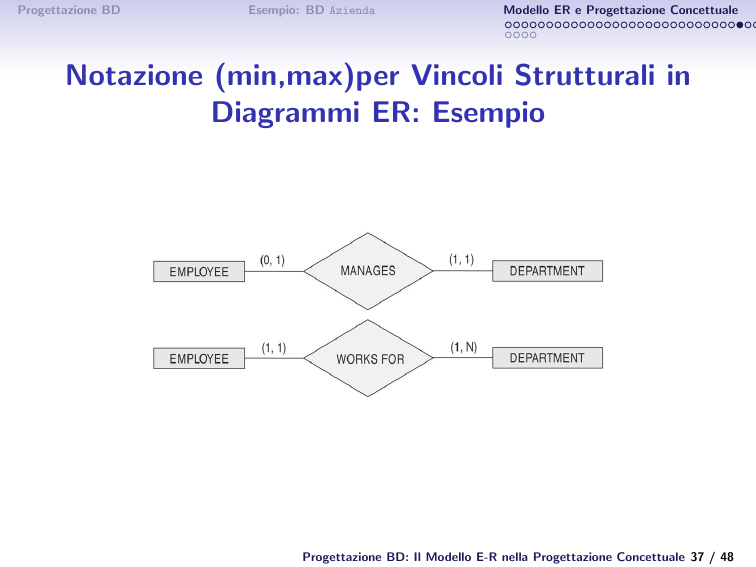 Progettazione BD
Esempio: BD Azienda
Modello ER e Progettazione Concettuale
Notazione (min,max)per Vincoli Strutturali in
Diagrammi ER: Esempio
EMPLOYEE
(0, 1)
MANAGES
(1, 1)
DEPARTMENT
EMPLOYEE
(1, 1)
WORKS FOR
(1, N)
DEPARTMENT
Progettazione BD: Il Modello E-R nella Progettazione Concettuale 37 / 48